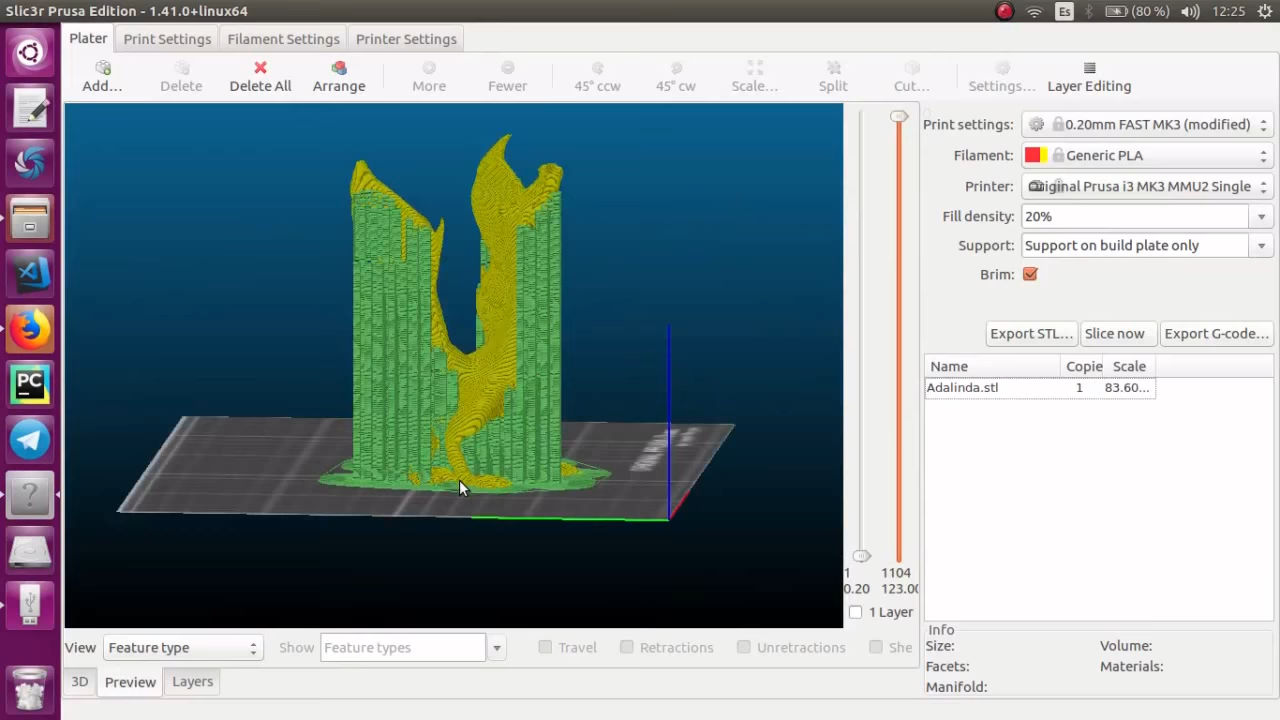 Slic3r Prusa Edition - 1.41.0+linux64
Es
(80 %)
12:25
Plater
Print Settings
Filament Settings
Printer Settings
Add...
Delete
Delete All
Arrange
More
Fewer
45° ccw
45° cw
Scale...
Split
Cut...
Settings...
Layer Editing
Print settings:
0.20mm FAST MK3 (modified)
Filament:
Generic PLA
Printer:
Original Prusa i3 MK3 MMU2 Single
Fill density:
20%
Support:
Support on build plate only
Brim:
Export STL...
Slice now
Export G-code...
Name
Copie
Scale
Adalinda.stl
1
83.60...
PC
?
1
1104
0.20
123.00
1 Layer
View
Feature type
Show
Feature types
Travel
Retractions
Unretractions
She
3D
Preview
Layers
Info
Size:
Volume:
Facets:
Materials:
Manifold: